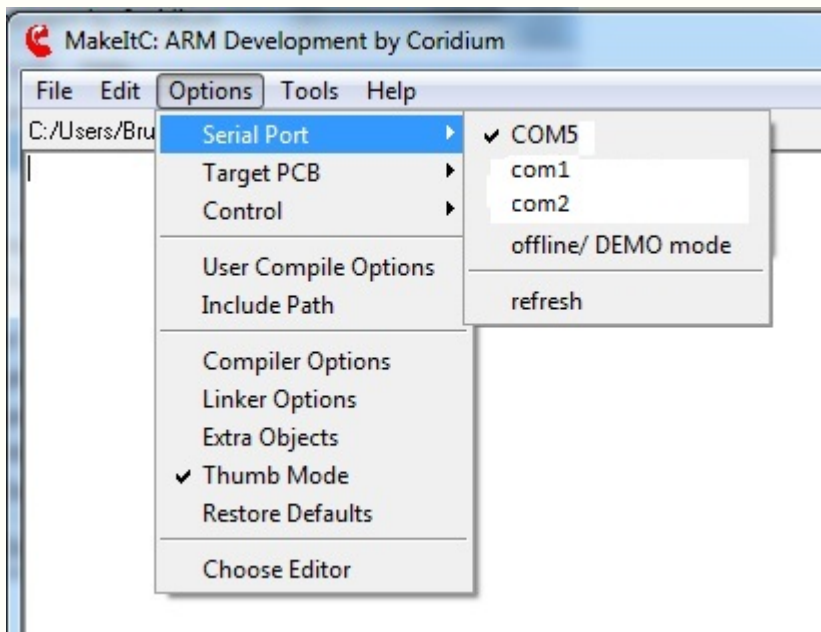 MakeItC: ARM Development by Coridium
File Edit Options Tools Help
C:/Users/Bru
Serial Port
Target PCB
Control
User Compile Options
Include Path
Compiler Options
Linker Options
Extra Objects
✔ Thumb Mode
Restore Defaults
Choose Editor
✔ COM5
com1
com2
offline/ DEMO mode
refresh